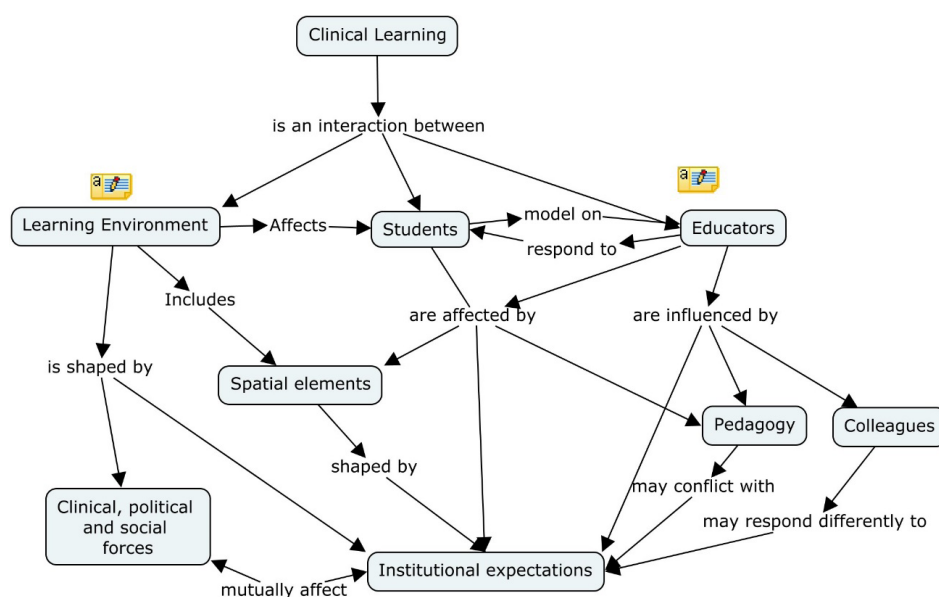 Clinical Learning
is an interaction between
a
a
Learning Environment
Affects
Students
model on
respond to
Educators
Includes
are affected by
are influenced by
is shaped by
Spatial elements
Pedagogy
Colleagues
shaped by
may conflict with
Clinical, political
and social
forces
may respond differently to
Institutional expectations
mutually affect